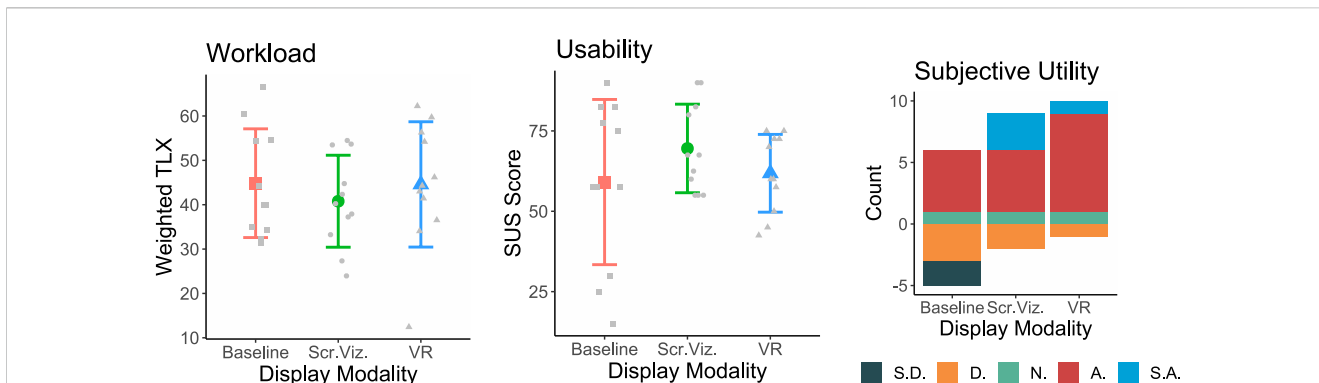 Workload
Weighted TLX
60
50
40
30
20
10
Baseline Scr.Viz. VR
Display Modality
Usability
SUS Score
75
50
25
Baseline Scr.Viz. VR
Display Modality
Subjective Utility
Count
10
5
0
-5
Baseline Scr.Viz. VR
Display Modality
S.D. D. N. A. S.A.